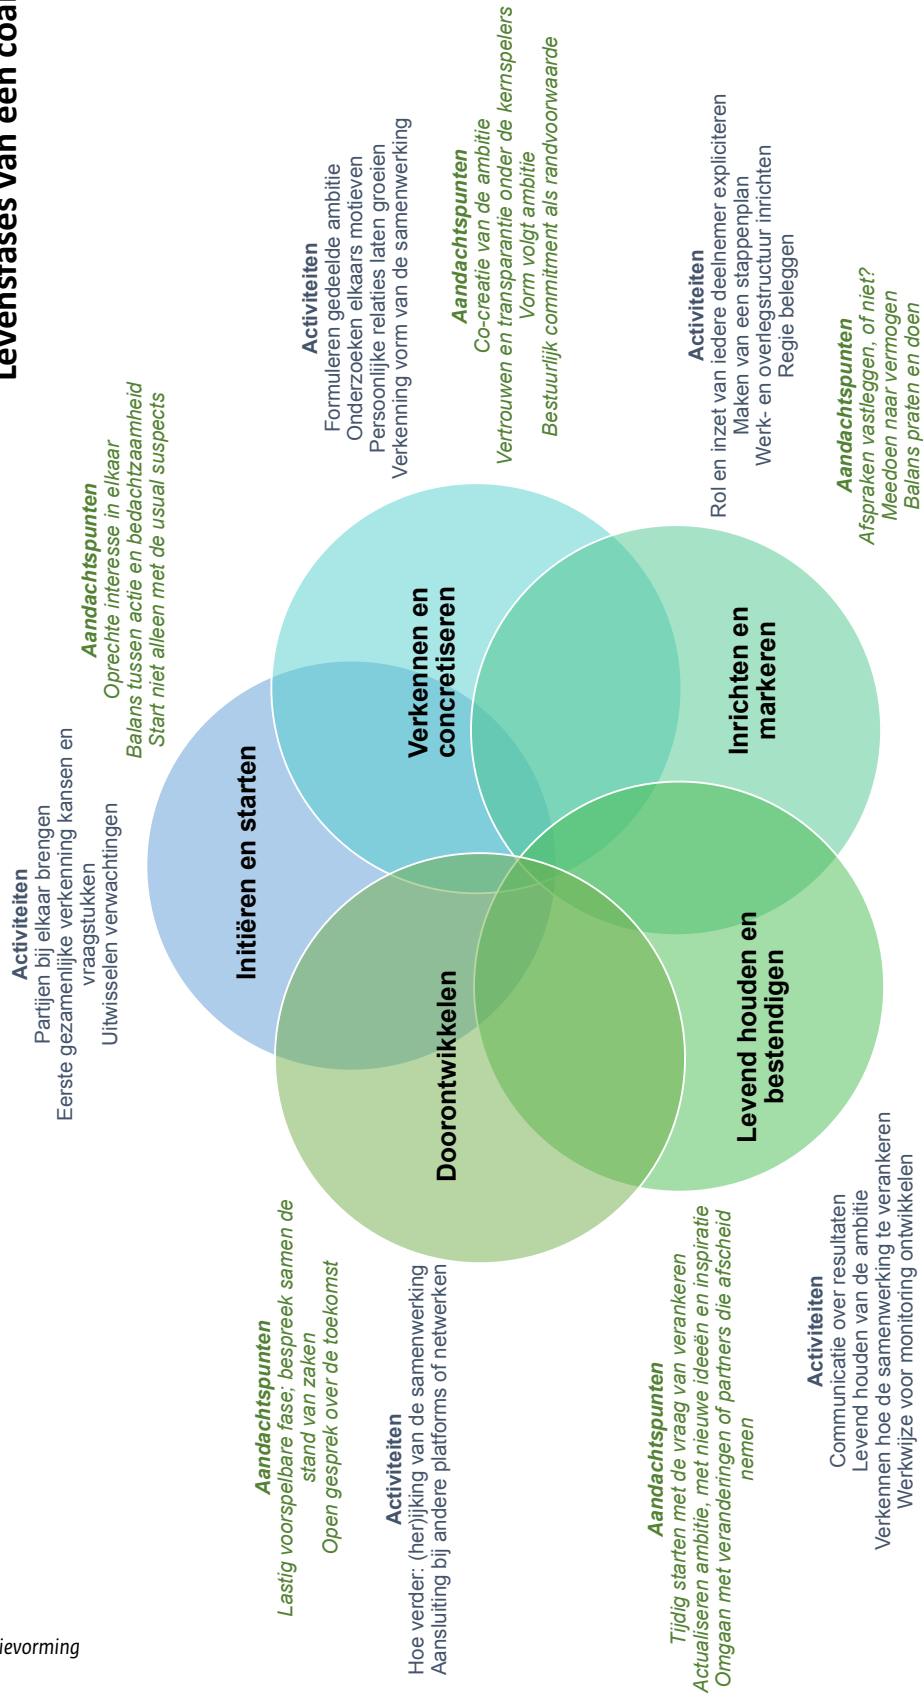 Levensfases van een coal
Activiteiten
Partijen bij elkaar brengen
Eerste gezamenlijke verkenning kansen en
vraagstukken
Uitwisselen verwachtingen
Aandachtspunten
Oprechte interesse in elkaar
Balans tussen actie en bedachtzaamheid
Start niet alleen met de usual suspects
Initiëren en starten
Activiteiten
Formuleren gedeelde ambitie
Onderzoeken elkaars motieven
Persoonlijke relaties laten groeien
Verkenning vorm van de samenwerking
Aandachtspunten
Co-creatie van de ambitie
Vertrouwen en transparantie onder de kernspelers
Vorm volgt ambitie
Bestuurlijk commitment als randvoorwaarde
Verkennen en
concretiseren
Activiteiten
Rol en inzet van iedere deelnemer expliciteren
Maken van een stappenplan
Werk- en overlegstructuur inrichten
Regie beleggen
Aandachtspunten
Afspraken vastleggen, of niet?
Meedoen naar vermogen
Balans praten en doen
Inrichten en
markeren
Levend houden en
bestendigen
Aandachtspunten
Tijdig starten met de vraag van verankeren
Actualiseren ambitie, met nieuwe ideeën en inspiratie
Omgaan met veranderingen of partners die afscheid
nemen
Activiteiten
Communicatie over resultaten
Levend houden van de ambitie
Verkennen hoe de samenwerking te verankeren
Werkwijze voor monitoring ontwikkelen
Doorontwikkelen
Aandachtspunten
Lastig voorspelbare fase; bespreek samen de
stand van zaken
Open gesprek over de toekomst
Activiteiten
Hoe verder: (her)ijking van de samenwerking
Aansluiting bij andere platforms of netwerken
ievorming